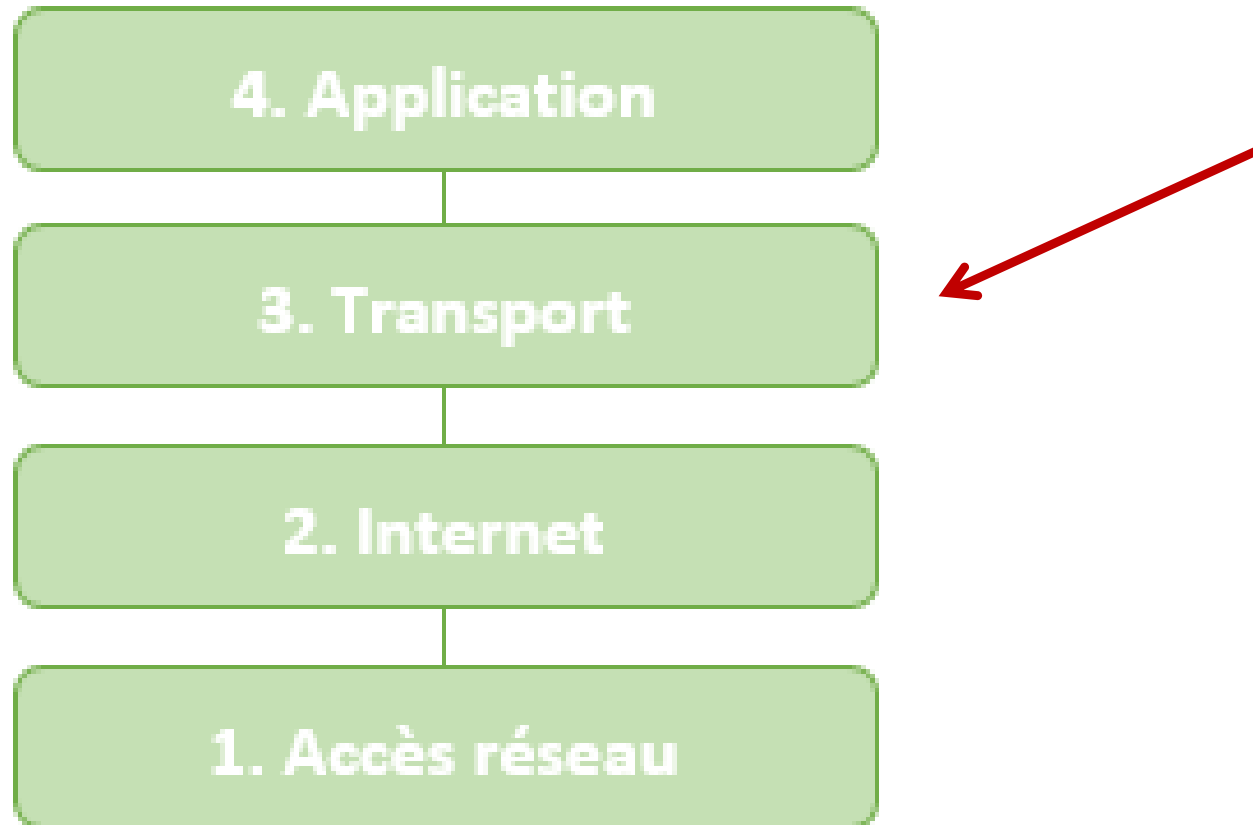 4. Application
3. Transport
2. Internet
1. Accès réseau